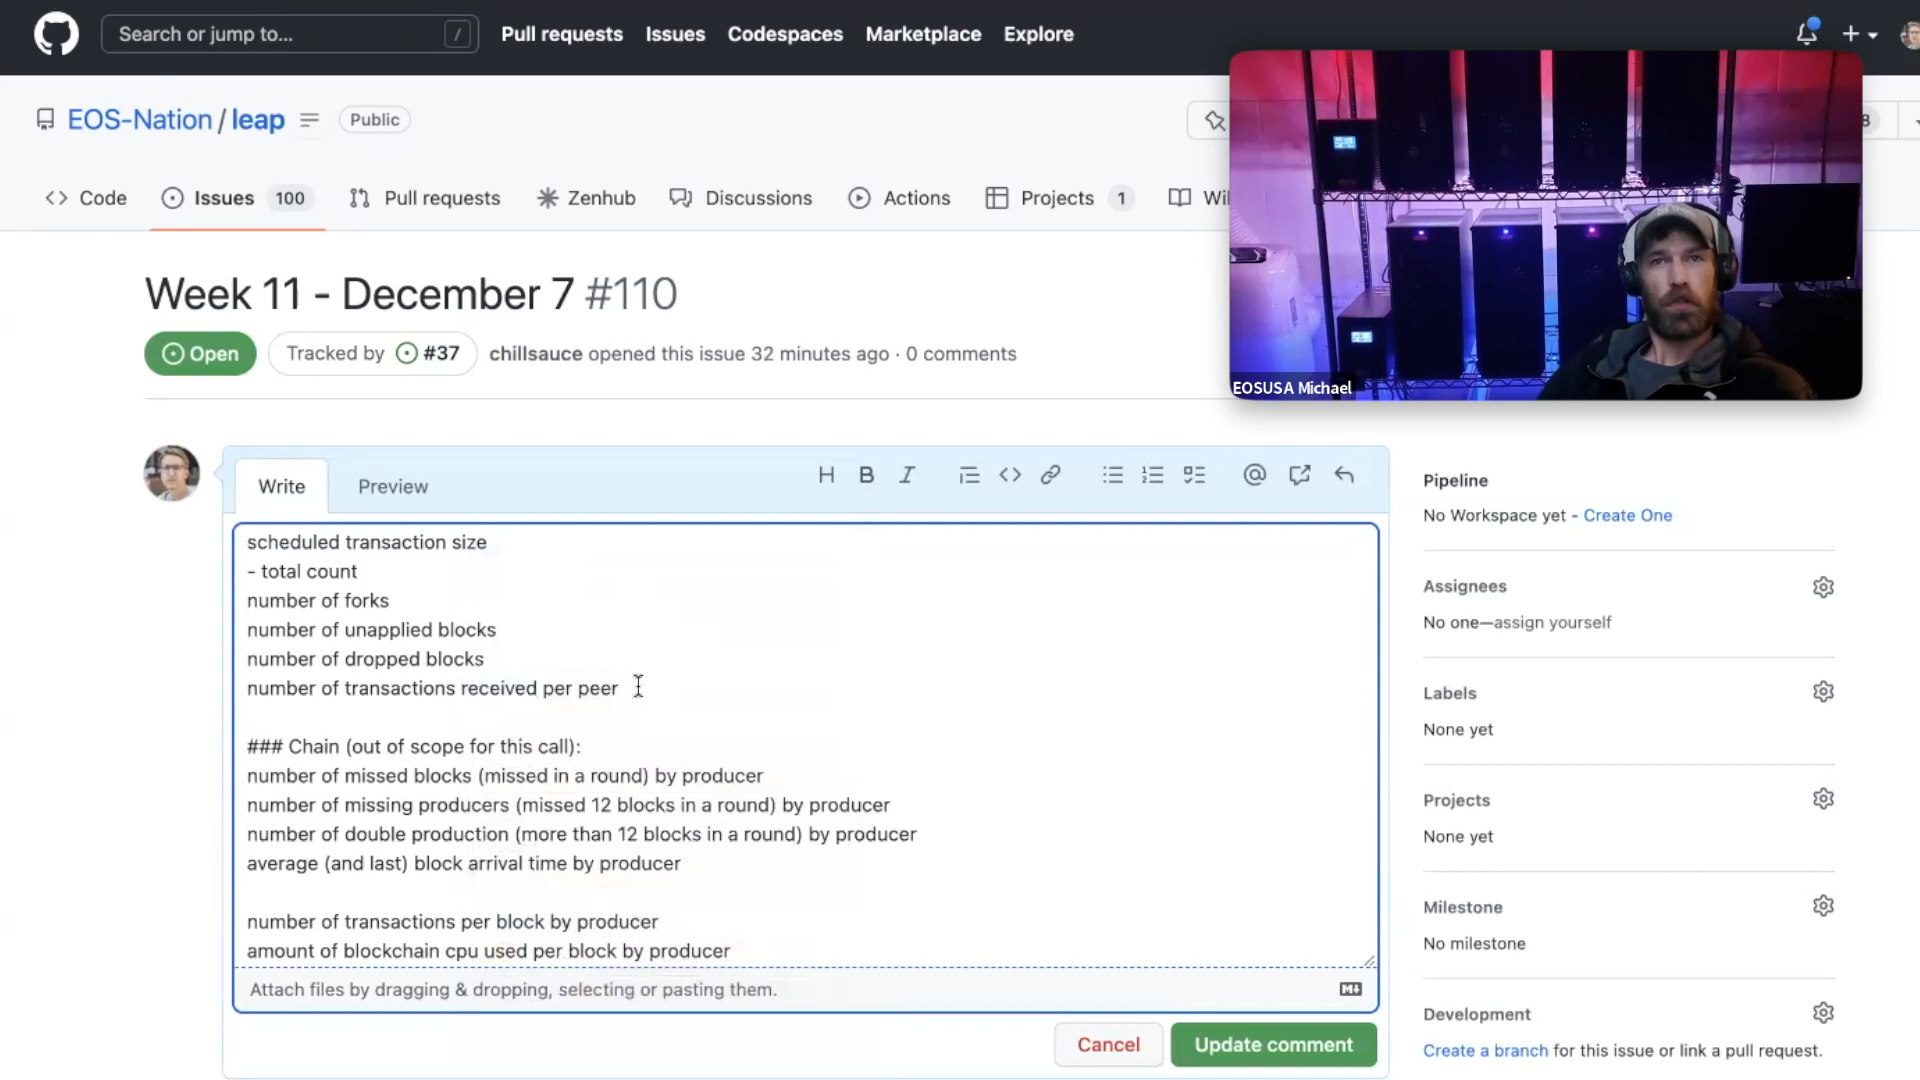 Search or jump to... /
Pull requests
Issues
Codespaces
Marketplace
Explore
EOS-Nation / leap
Public
8
Code
Issues 100
Pull requests
Zenhub
Discussions
Actions
Projects 1
EOSUSA Michael
Week 11 - December 7 #110
Open
Tracked by #37
chillsauce opened this issue 32 minutes ago · 0 comments
Write
Preview
scheduled transaction size
- total count
number of forks
number of unapplied blocks
number of dropped blocks
number of transactions received per peer
### Chain (out of scope for this call):
number of missed blocks (missed in a round) by producer
number of missing producers (missed 12 blocks in a round) by producer
number of double production (more than 12 blocks in a round) by producer
average (and last) block arrival time by producer
number of transactions per block by producer
amount of blockchain cpu used per block by producer
Attach files by dragging & dropping, selecting or pasting them.
Cancel
Update comment
Pipeline
No Workspace yet - Create One
Assignees
No one—assign yourself
Labels
None yet
Projects
None yet
Milestone
No milestone
Development
Create a branch for this issue or link a pull request.